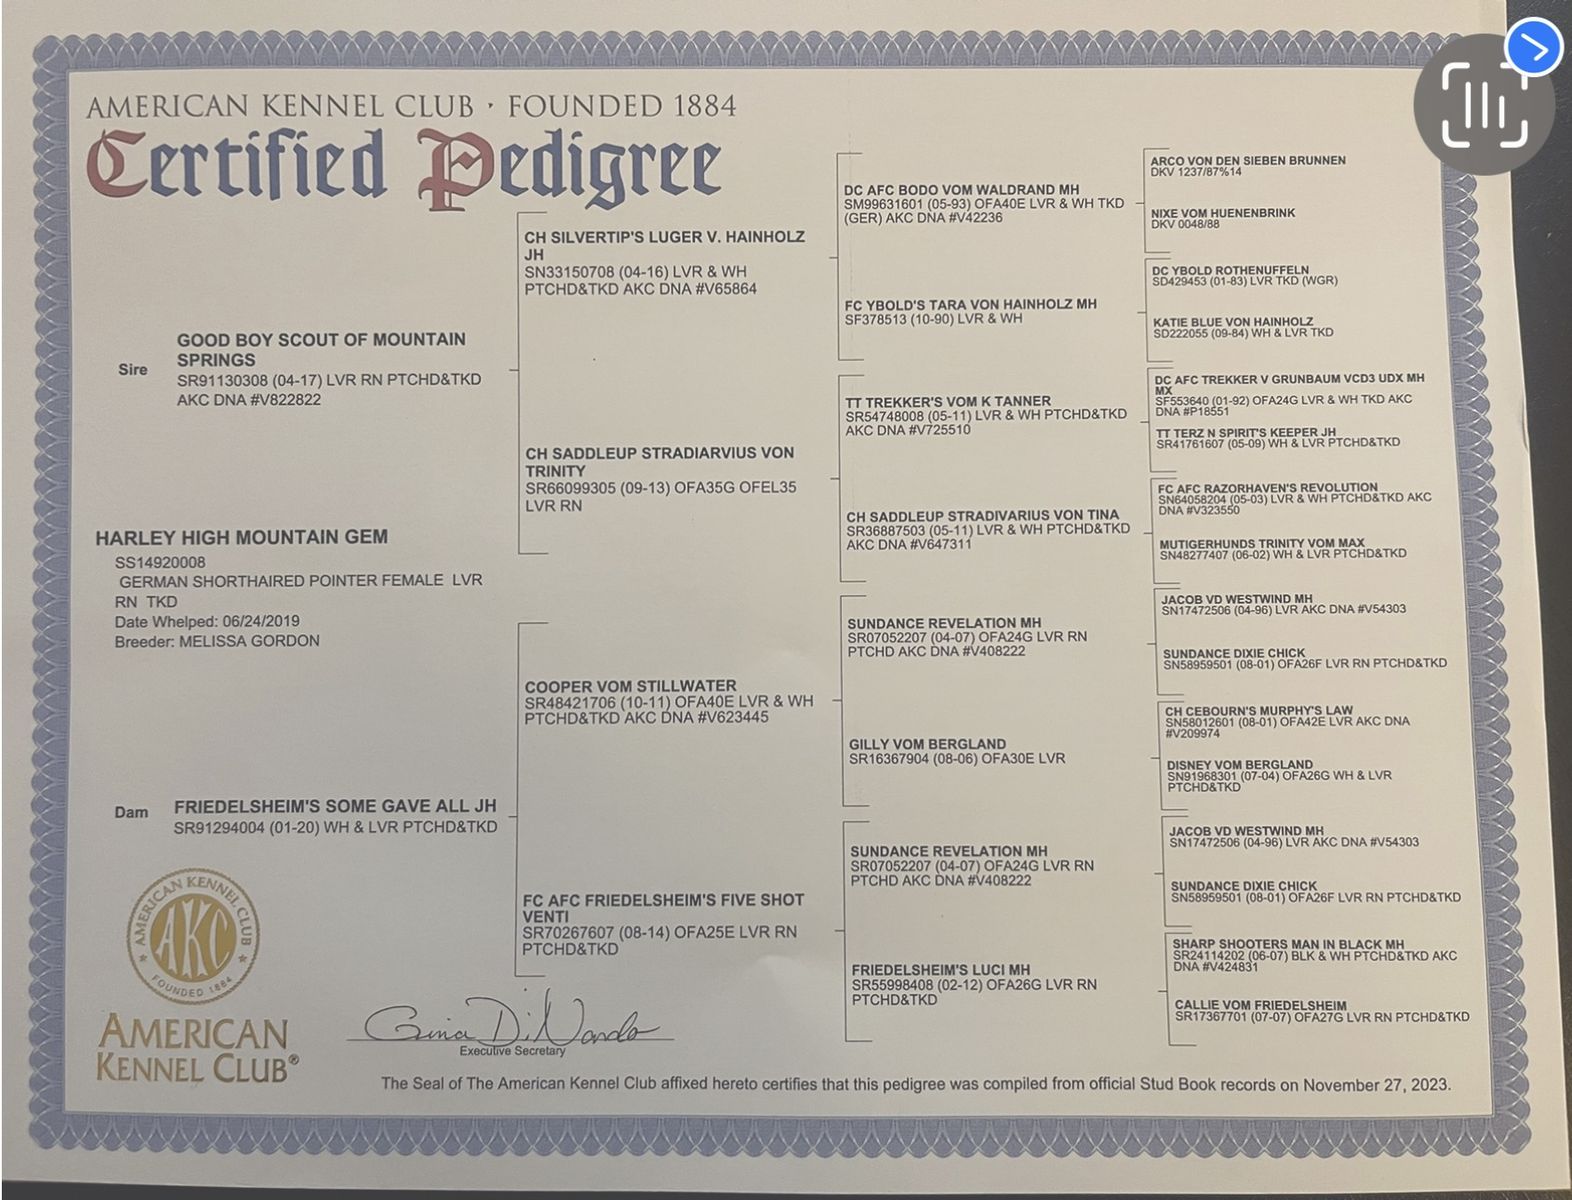 AMERICAN KENNEL CLUB · FOUNDED 1884
Certified Pedigree
Sire
GOOD BOY SCOUT OF MOUNTAIN
SPRINGS
SR91130308 (04-17) LVR RN PTCHD&TKD
AKC DNA #V822822
HARLEY HIGH MOUNTAIN GEM
SS14920008
GERMAN SHORTHAIRED POINTER FEMALE LVR
RN TKD
Date Whelped: 06/24/2019
Breeder: MELISSA GORDON
Dam
FRIEDELSHEIM'S SOME GAVE ALL JH
SR91294004 (01-20) WH & LVR PTCHD&TKD
CH SILVERTIP'S LUGER V. HAINHOLZ
JH
SN33150708 (04-16) LVR & WH
PTCHD&TKD AKC DNA #V65864
CH SADDLEUP STRADIARVIUS VON
TRINITY
SR66099305 (09-13) OFA35G OFEL35
LVR RN
COOPER VOM STILLWATER
SR48421706 (10-11) OFA40E LVR & WH
PTCHD&TKD AKC DNA #V623445
FC AFC FRIEDELSHEIM'S FIVE SHOT
VENTI
SR70267607 (08-14) OFA25E LVR RN
PTCHD&TKD
DC AFC BODO VOM WALDRAND MH
SM99631601 (05-93) OFA40E LVR & WH TKD
(GER) AKC DNA #V42236
FC YBOLD'S TARA VON HAINHOLZ MH
SF378513 (10-90) LVR & WH
TT TREKKER'S VOM K TANNER
SR54748008 (05-11) LVR & WH PTCHD&TKD
AKC DNA #V725510
CH SADDLEUP STRADIVARIUS VON TINA
SR36887503 (05-11) LVR & WH PTCHD&TKD
AKC DNA #V647311
SUNDANCE REVELATION MH
SR07052207 (04-07) OFA24G LVR RN
PTCHD AKC DNA #V408222
GILLY VOM BERGLAND
SR16367904 (08-06) OFA30E LVR
SUNDANCE REVELATION MH
SR07052207 (04-07) OFA24G LVR RN
PTCHD AKC DNA #V408222
FRIEDELSHEIM'S LUCI MH
SR55998408 (02-12) OFA26G LVR RN
PTCHD&TKD
ARCO VON DEN SIEBEN BRUNNEN
DKV 1237/87%14
NIXE VOM HUENENBRINK
DKV 0048/88
DC YBOLD ROTHENUFFELN
SD429453 (01-83) LVR TKD (WGR)
KATIE BLUE VON HAINHOLZ
SD222055 (09-84) WH & LVR TKD
DC AFC TREKKER V GRUNBAUM VCD3 UDX MH
MX
SF553640 (01-92) OFA24G LVR & WH TKD AKC
DNA #P18551
TT TERZ N SPIRIT'S KEEPER JH
SR41761607 (05-09) WH & LVR PTCHD&TKD
FC AFC RAZORHAVEN'S REVOLUTION
SN64058204 (05-03) LVR & WH PTCHD&TKD AKC
DNA #V323550
MUTIGERHUNDS TRINITY VOM MAX
SN48277407 (06-02) WH & LVR PTCHD&TKD
JACOB VD WESTWIND MH
SN17472506 (04-96) LVR AKC DNA #V54303
SUNDANCE DIXIE CHICK
SN58959501 (08-01) OFA26F LVR RN PTCHD&TKD
CH CEBOURN'S MURPHY'S LAW
SN58012601 (08-01) OFA42E LVR AKC DNA
#V209974
DISNEY VOM BERGLAND
SN91968301 (07-04) OFA26G WH & LVR
PTCHD&TKD
JACOB VD WESTWIND MH
SN17472506 (04-96) LVR AKC DNA #V54303
SUNDANCE DIXIE CHICK
SN58959501 (08-01) OFA26F LVR RN PTCHD&TKD
SHARP SHOOTERS MAN IN BLACK MH
SR24114202 (06-07) BLK & WH PTCHD&TKD AKC
DNA #V424831
CALLIE VOM FRIEDELSHEIM
SR17367701 (07-07) OFA27G LVR RN PTCHD&TKD
AMERICAN KENNEL CLUB
AKC
FOUNDED 1884
AMERICAN
KENNEL CLUB®
Gina DiNardo
Executive Secretary
The Seal of The American Kennel Club affixed hereto certifies that this pedigree was compiled from official Stud Book records on November 27, 2023.